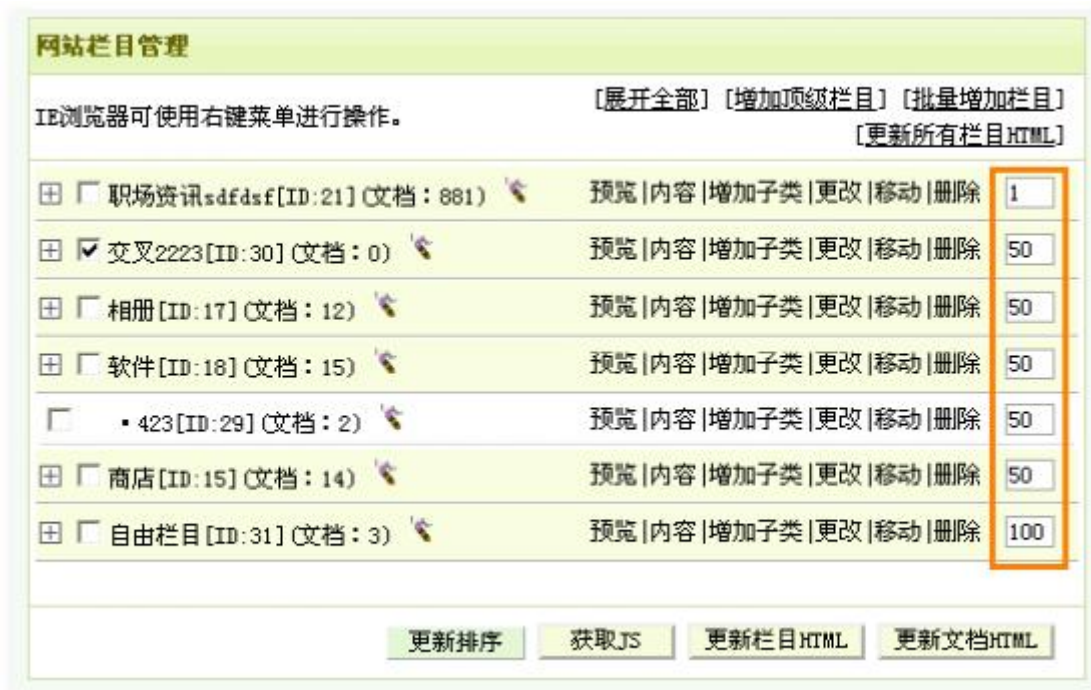 网站栏目管理
IE浏览器可使用右键菜单进行操作。
[展开全部] [增加顶级栏目] [批量增加栏目]
[更新所有栏目HTML]
职场资讯sdfdsf[ID:21](文档：881) 预览|内容|增加子类|更改|移动|删除 1
交叉2223[ID:30](文档：0) 预览|内容|增加子类|更改|移动|删除 50
相册[ID:17](文档：12) 预览|内容|增加子类|更改|移动|删除 50
软件[ID:18](文档：15) 预览|内容|增加子类|更改|移动|删除 50
▪ 423[ID:29](文档：2) 预览|内容|增加子类|更改|移动|删除 50
商店[ID:15](文档：14) 预览|内容|增加子类|更改|移动|删除 50
自由栏目[ID:31](文档：3) 预览|内容|增加子类|更改|移动|删除 100
更新排序 获取JS 更新栏目HTML 更新文档HTML